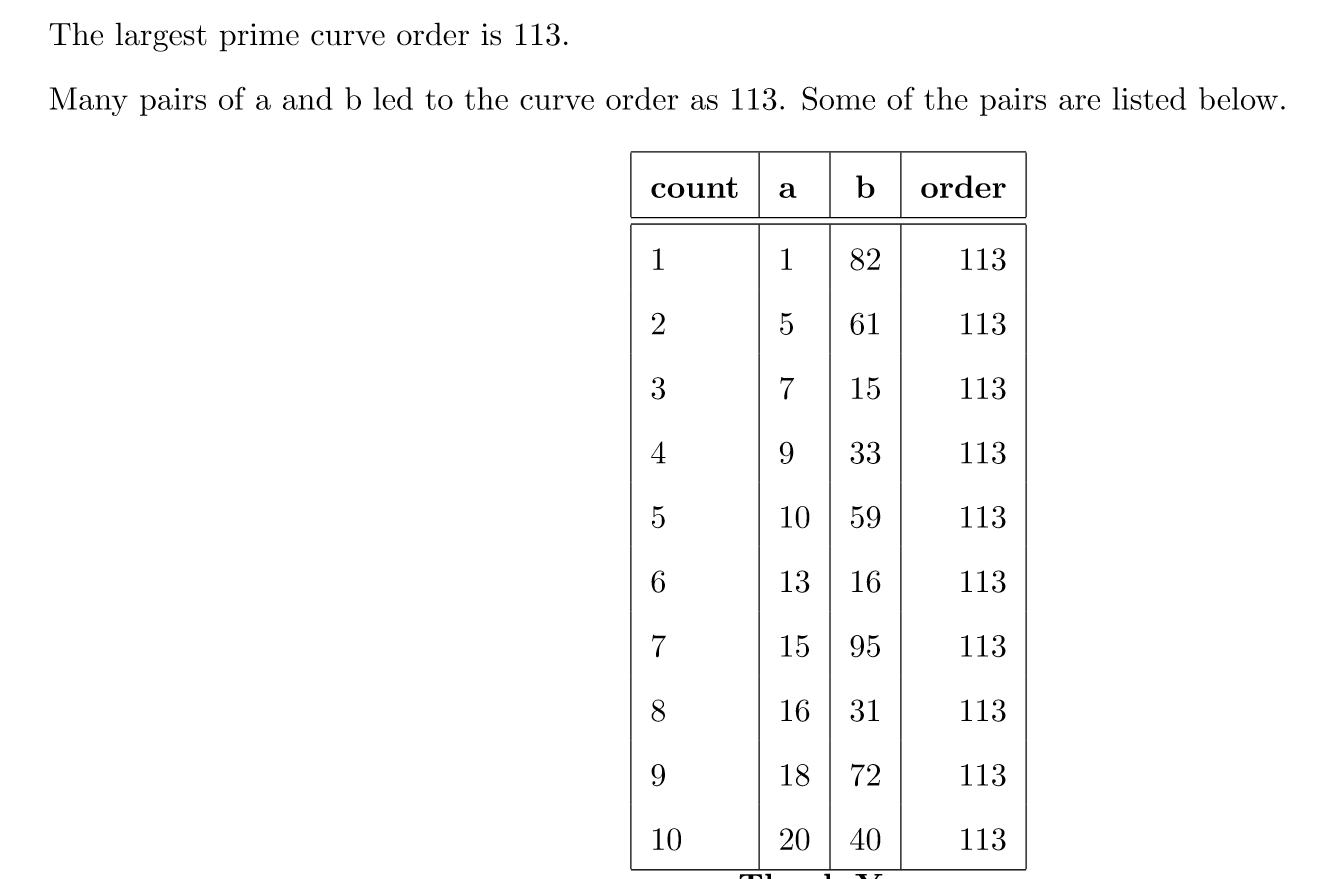 The largest prime curve order is 113.
Many pairs of a and b led to the curve order as 113. Some of the pairs are listed below.
count a b order
1 1 82 113
2 5 61 113
3 7 15 113
4 9 33 113
5 10 59 113
6 13 16 113
7 15 95 113
8 16 31 113
9 18 72 113
10 20 40 113